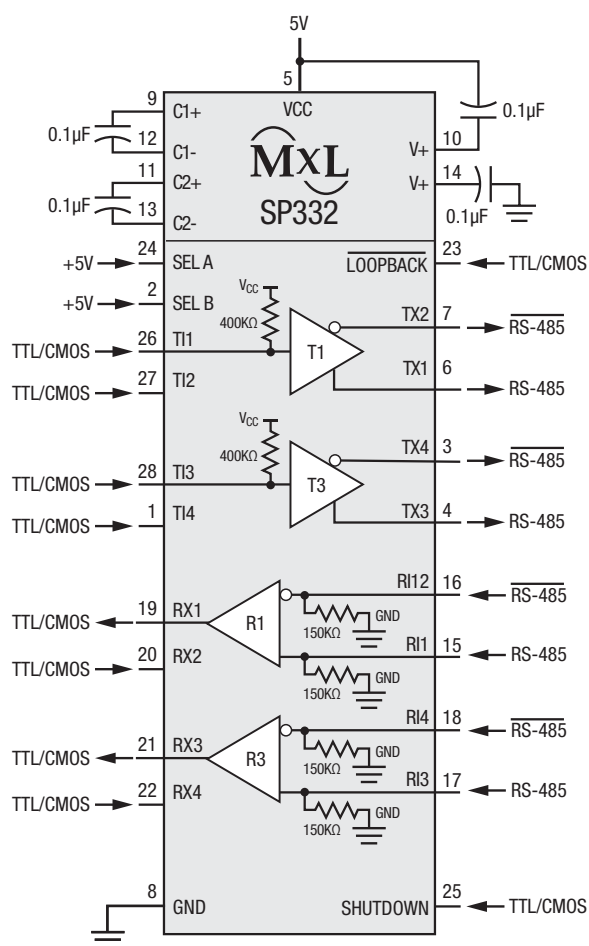 5V
5
VCC
9 C1+
0.1µF
12 C1-
11 C2+
0.1µF
13 C2-
0.1µF
10 V+
14 V+
0.1µF
MXL
SP332
+5V 24 SEL A
LOOPBACK 23 TTL/CMOS
+5V 2 SEL B
VCC
400KΩ
TX2 7 RS-485
TTL/CMOS 26 TI1
T1
TX1 6 RS-485
TTL/CMOS 27 TI2
VCC
400KΩ
TX4 3 RS-485
TTL/CMOS 28 TI3
T3
TX3 4 RS-485
TTL/CMOS 1 TI4
RI12 16 RS-485
GND
150KΩ
TTL/CMOS 19 RX1
R1
RI1 15 RS-485
TTL/CMOS 20 RX2
GND
150KΩ
RI4 18 RS-485
GND
150KΩ
TTL/CMOS 21 RX3
R3
RI3 17 RS-485
TTL/CMOS 22 RX4
GND
150KΩ
8 GND
SHUTDOWN 25 TTL/CMOS